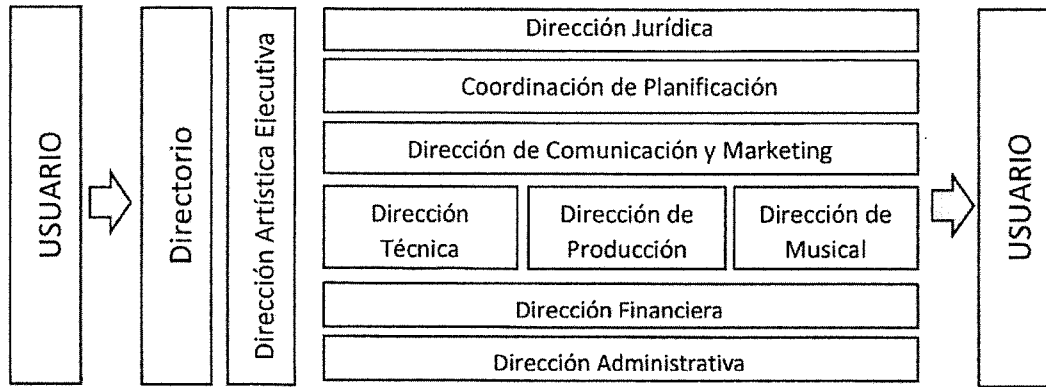 USUARIO
Directorio
Dirección Artística Ejecutiva
Dirección Jurídica
Coordinación de Planificación
Dirección de Comunicación y Marketing
Dirección
Técnica
Dirección de
Producción
Dirección de
Musical
Dirección Financiera
Dirección Administrativa
USUARIO